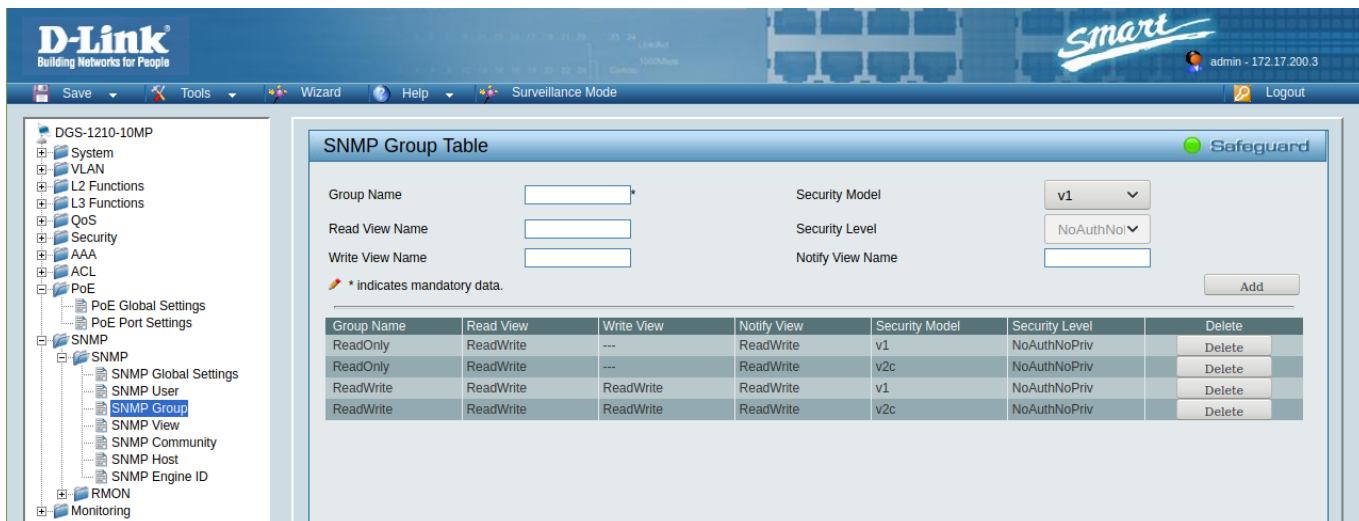 D-Link
Building Networks for People
smart
admin - 172.17.200.3
Save Tools Wizard Help Surveillance Mode Logout
DGS-1210-10MP
System
VLAN
L2 Functions
L3 Functions
QoS
Security
AAA
ACL
PoE
PoE Global Settings
PoE Port Settings
SNMP
SNMP
SNMP Global Settings
SNMP User
SNMP Group
SNMP View
SNMP Community
SNMP Host
SNMP Engine ID
RMON
Monitoring
SNMP Group Table Safeguard
Group Name * Security Model v1
Read View Name Security Level NoAuthNo
Write View Name Notify View Name
* indicates mandatory data. Add
Group Name Read View Write View Notify View Security Model Security Level Delete
ReadOnly ReadWrite --- ReadWrite v1 NoAuthNoPriv Delete
ReadOnly ReadWrite --- ReadWrite v2c NoAuthNoPriv Delete
ReadWrite ReadWrite ReadWrite ReadWrite v1 NoAuthNoPriv Delete
ReadWrite ReadWrite ReadWrite ReadWrite v2c NoAuthNoPriv Delete